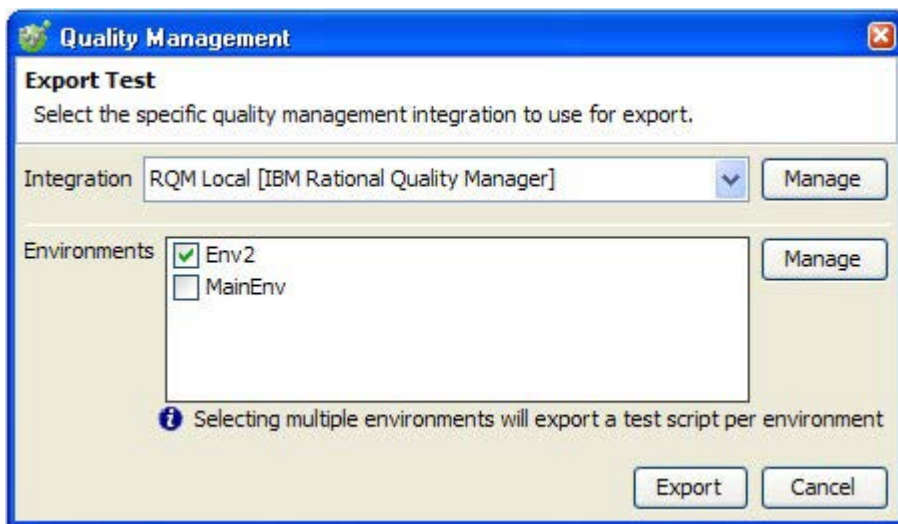 Quality Management
Export Test
Select the specific quality management integration to use for export.
Integration RQM Local [IBM Rational Quality Manager] Manage
Environments Env2 Manage
MainEnv
Selecting multiple environments will export a test script per environment
Export Cancel